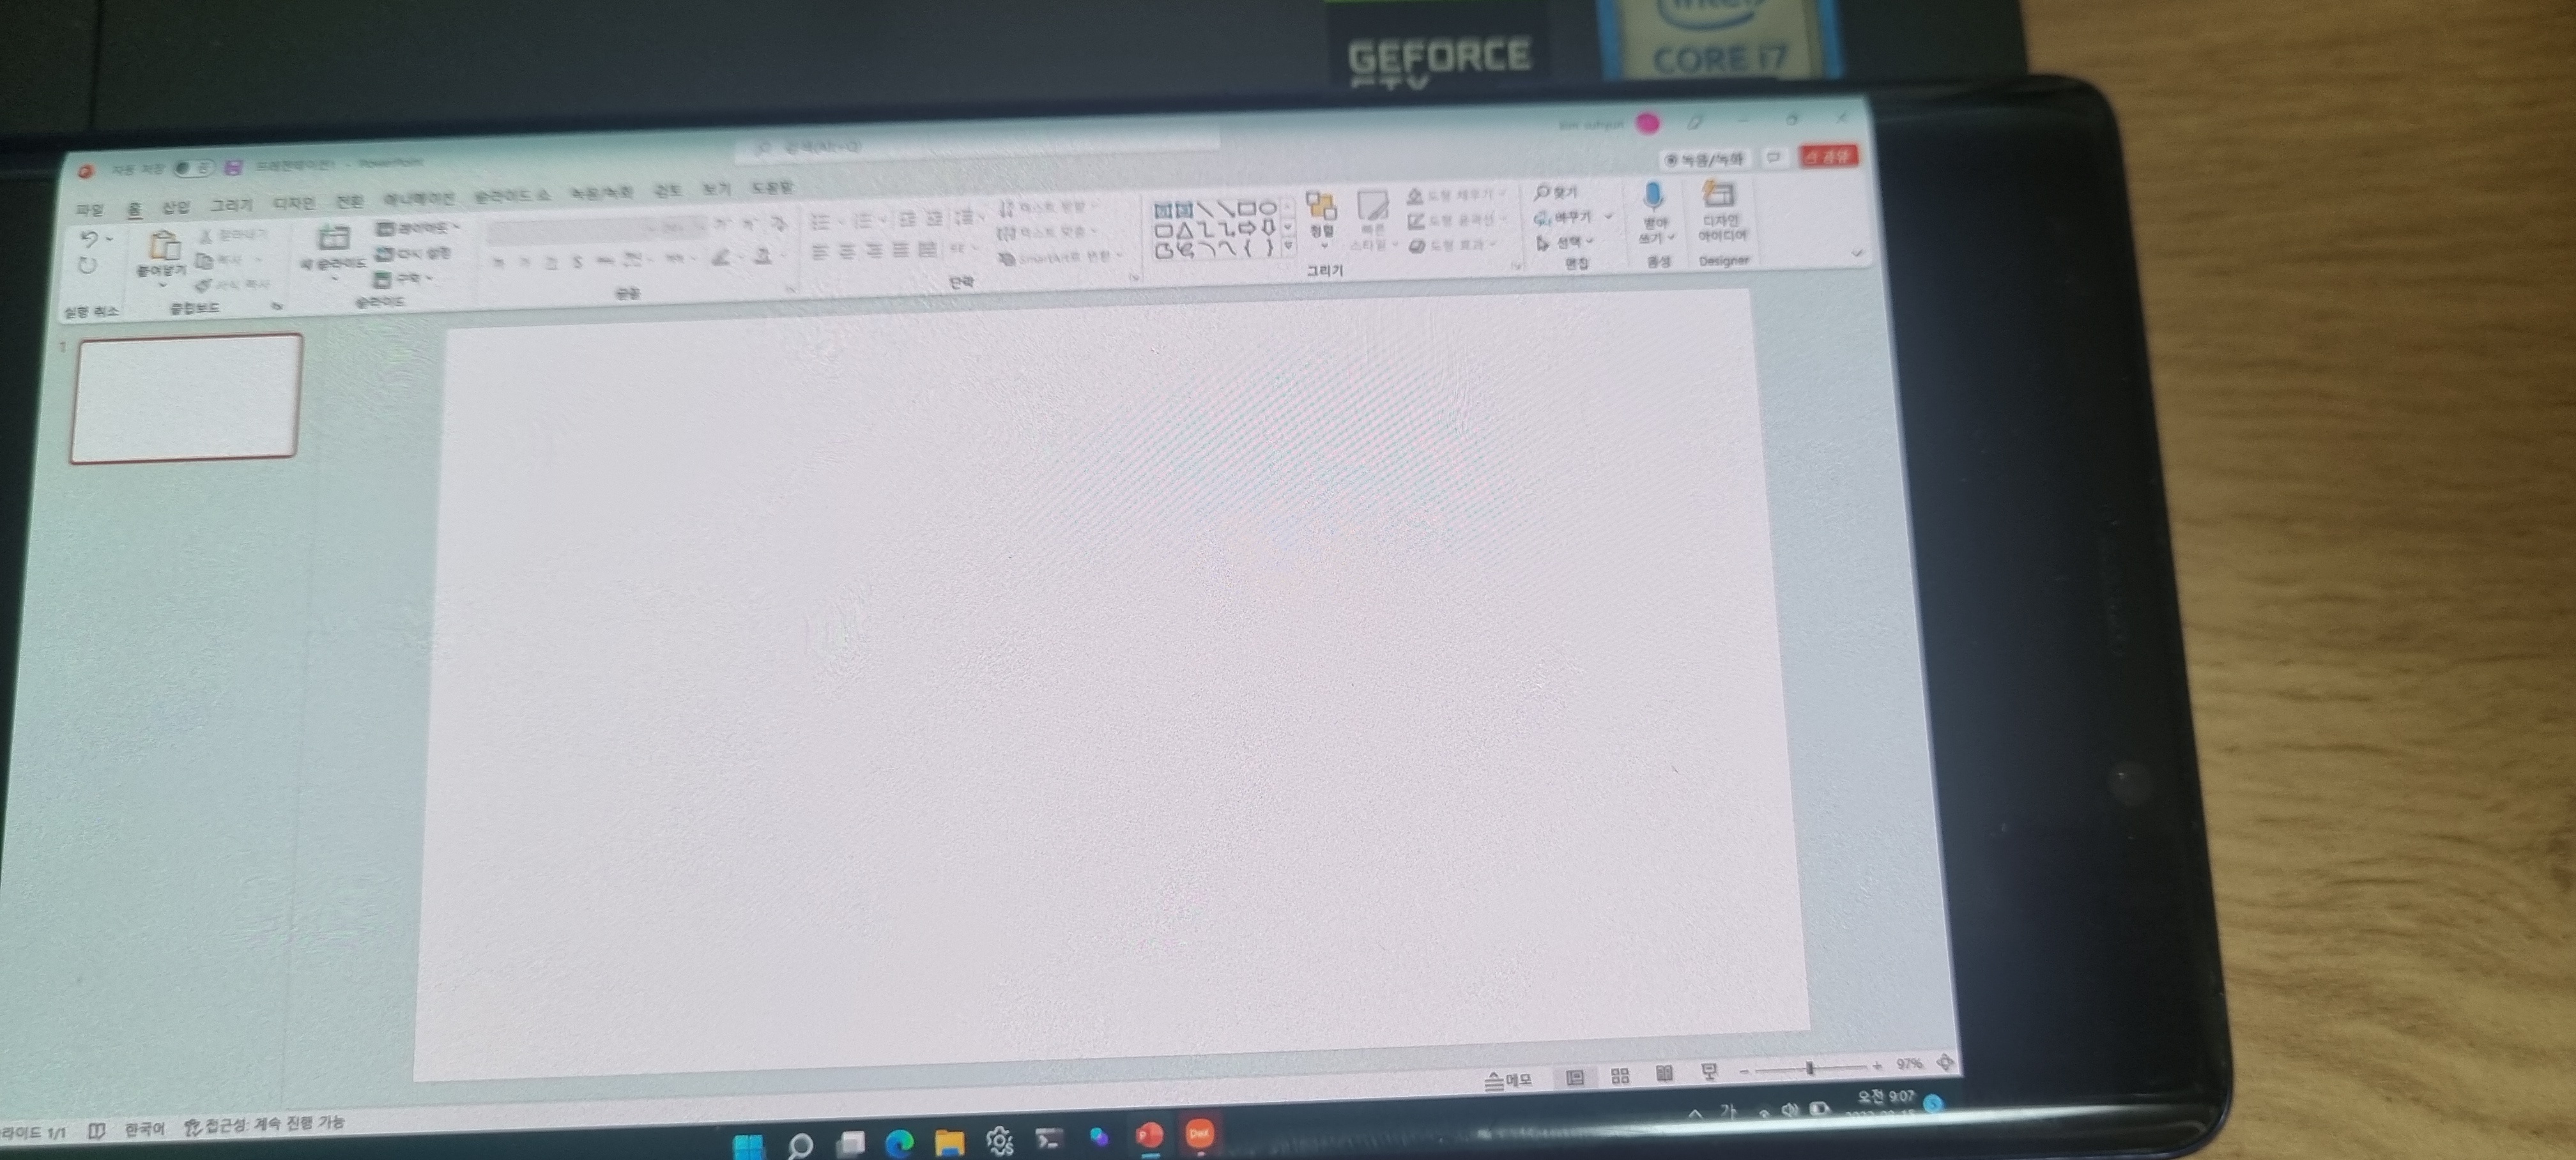 GEFORCE
CORE i7
자동 저장
프레젠테이션1 - PowerPoint
녹음/녹화
공유
파일 홈 삽입 그리기 디자인 전환 애니메이션 슬라이드 쇼 녹음/녹화 검토 보기 도움말
붙여넣기
잘라내기
복사
서식 복사
새 슬라이드
레이아웃
다시 설정
구역
텍스트 방향
텍스트 맞춤
SmartArt로 변환
정렬
빠른
스타일
도형 채우기
도형 윤곽선
도형 효과
찾기
바꾸기
선택
받아
쓰기
디자인
아이디어
실행 취소
클립보드
슬라이드
글꼴
단락
그리기
편집
음성
Designer
1
메모
97%
라이드 1/1
한국어
접근성: 계속 진행 가능
가
오전 9:07
DeX